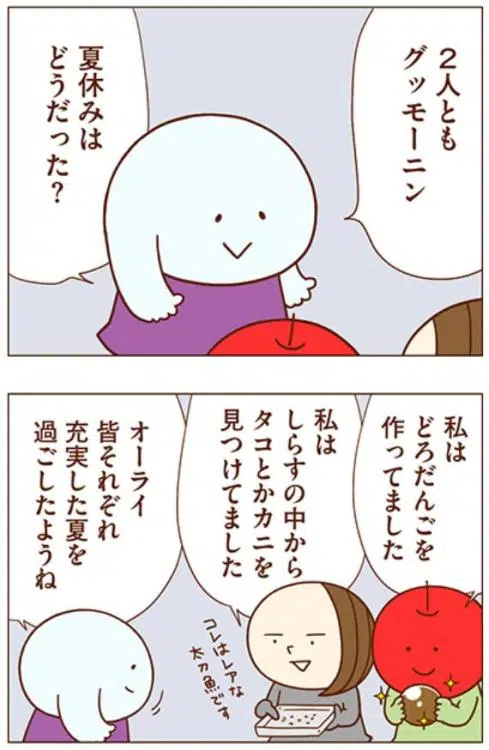 ２人とも
グッモーニン
夏休みは
どうだった？
私は
どろだんごを
作ってました
私は
しらすの中から
タコとかカニを
見つけてました
コレはレアな
太刀魚です
オーライ
皆それぞれ
充実した夏を
過ごしたようね